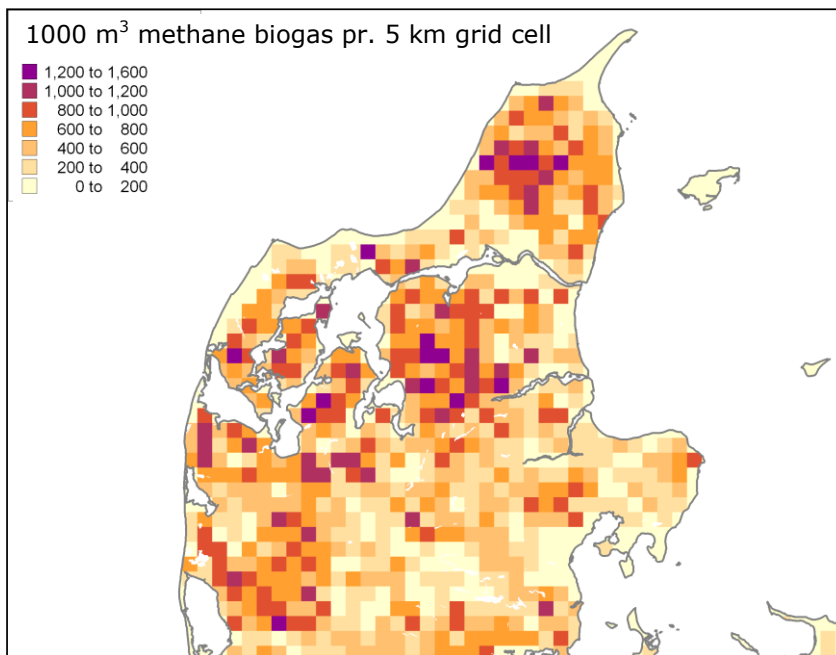 1000 m³ methane biogas pr. 5 km grid cell
1,200 to 1,600
1,000 to 1,200
800 to 1,000
600 to 800
400 to 600
200 to 400
0 to 200